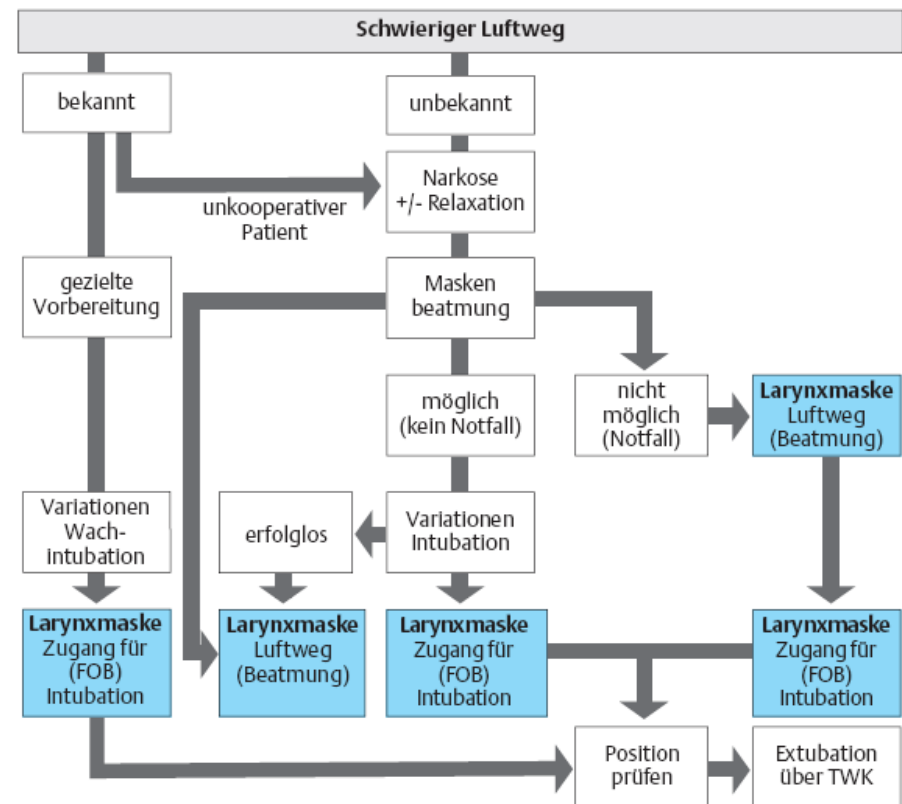 Schwieriger Luftweg
bekannt
unbekannt
Narkose
+/- Relaxation
unkooperativer
Patient
gezielte
Vorbereitung
Masken
beatmung
möglich
(kein Notfall)
nicht
möglich
(Notfall)
Larynxmaske
Luftweg
(Beatmung)
Variationen
Wach-
intubation
erfolglos
Variationen
Intubation
Larynxmaske
Zugang für
(FOB)
Intubation
Larynxmaske
Luftweg
(Beatmung)
Larynxmaske
Zugang für
(FOB)
Intubation
Larynxmaske
Zugang für
(FOB)
Intubation
Position
prüfen
Extubation
über TWK